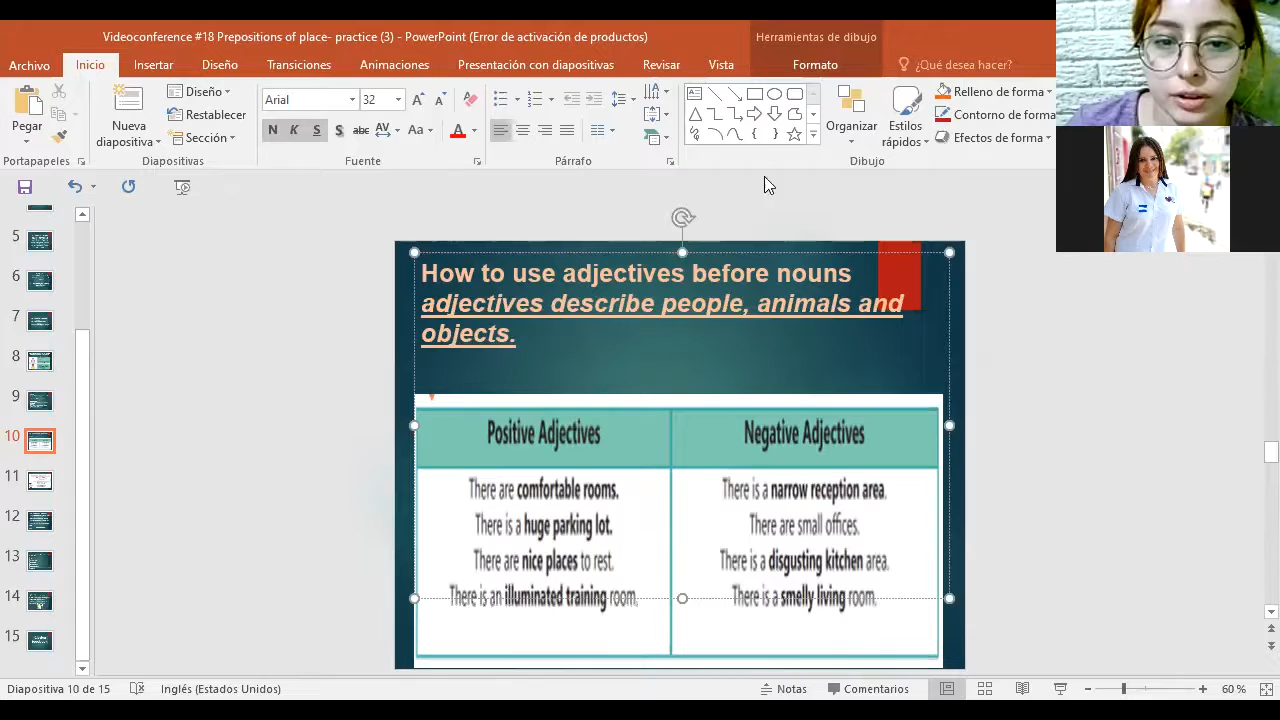 Videoconference #18 Prepositions of place- practice (3) - PowerPoint (Error de activación de productos)
Herramientas de dibujo
Archivo Inicio Insertar Diseño Transiciones Animaciones Presentación con diapositivas Revisar Vista Formato ¿Qué desea hacer?
Pegar
Nueva diapositiva
Diseño
Restablecer
Sección
Arial 32
N K S S abc AV Aa A
Organizar
Estilos rápidos
Relleno de forma
Contorno de forma
Efectos de forma
Portapapeles Diapositivas Fuente Párrafo Dibujo
5
6
7
8
9
10
11
12
13
14
15
How to use adjectives before nouns
adjectives describe people, animals and
objects.
Positive Adjectives Negative Adjectives
There are comfortable rooms. There is a narrow reception area.
There is a huge parking lot. There are small offices.
There are nice places to rest. There is a disgusting kitchen area.
There is an illuminated training room. There is a smelly living room.
Diapositiva 10 de 15 Inglés (Estados Unidos) Notas Comentarios 60 %